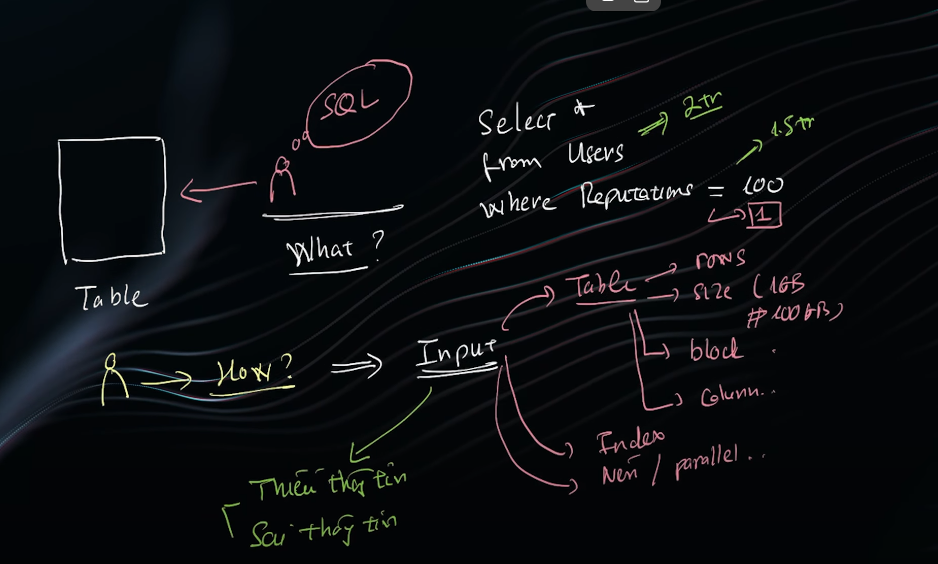 SQL
Select *
from Users => 2tr
where Reputations = 100
1.5tr
1
What ?
Table
How ?
Input
Table
rows
size (1GB
# 100GB)
block
Column..
Index
Nén / parallel..
Thiếu thông tin
Sai thông tin